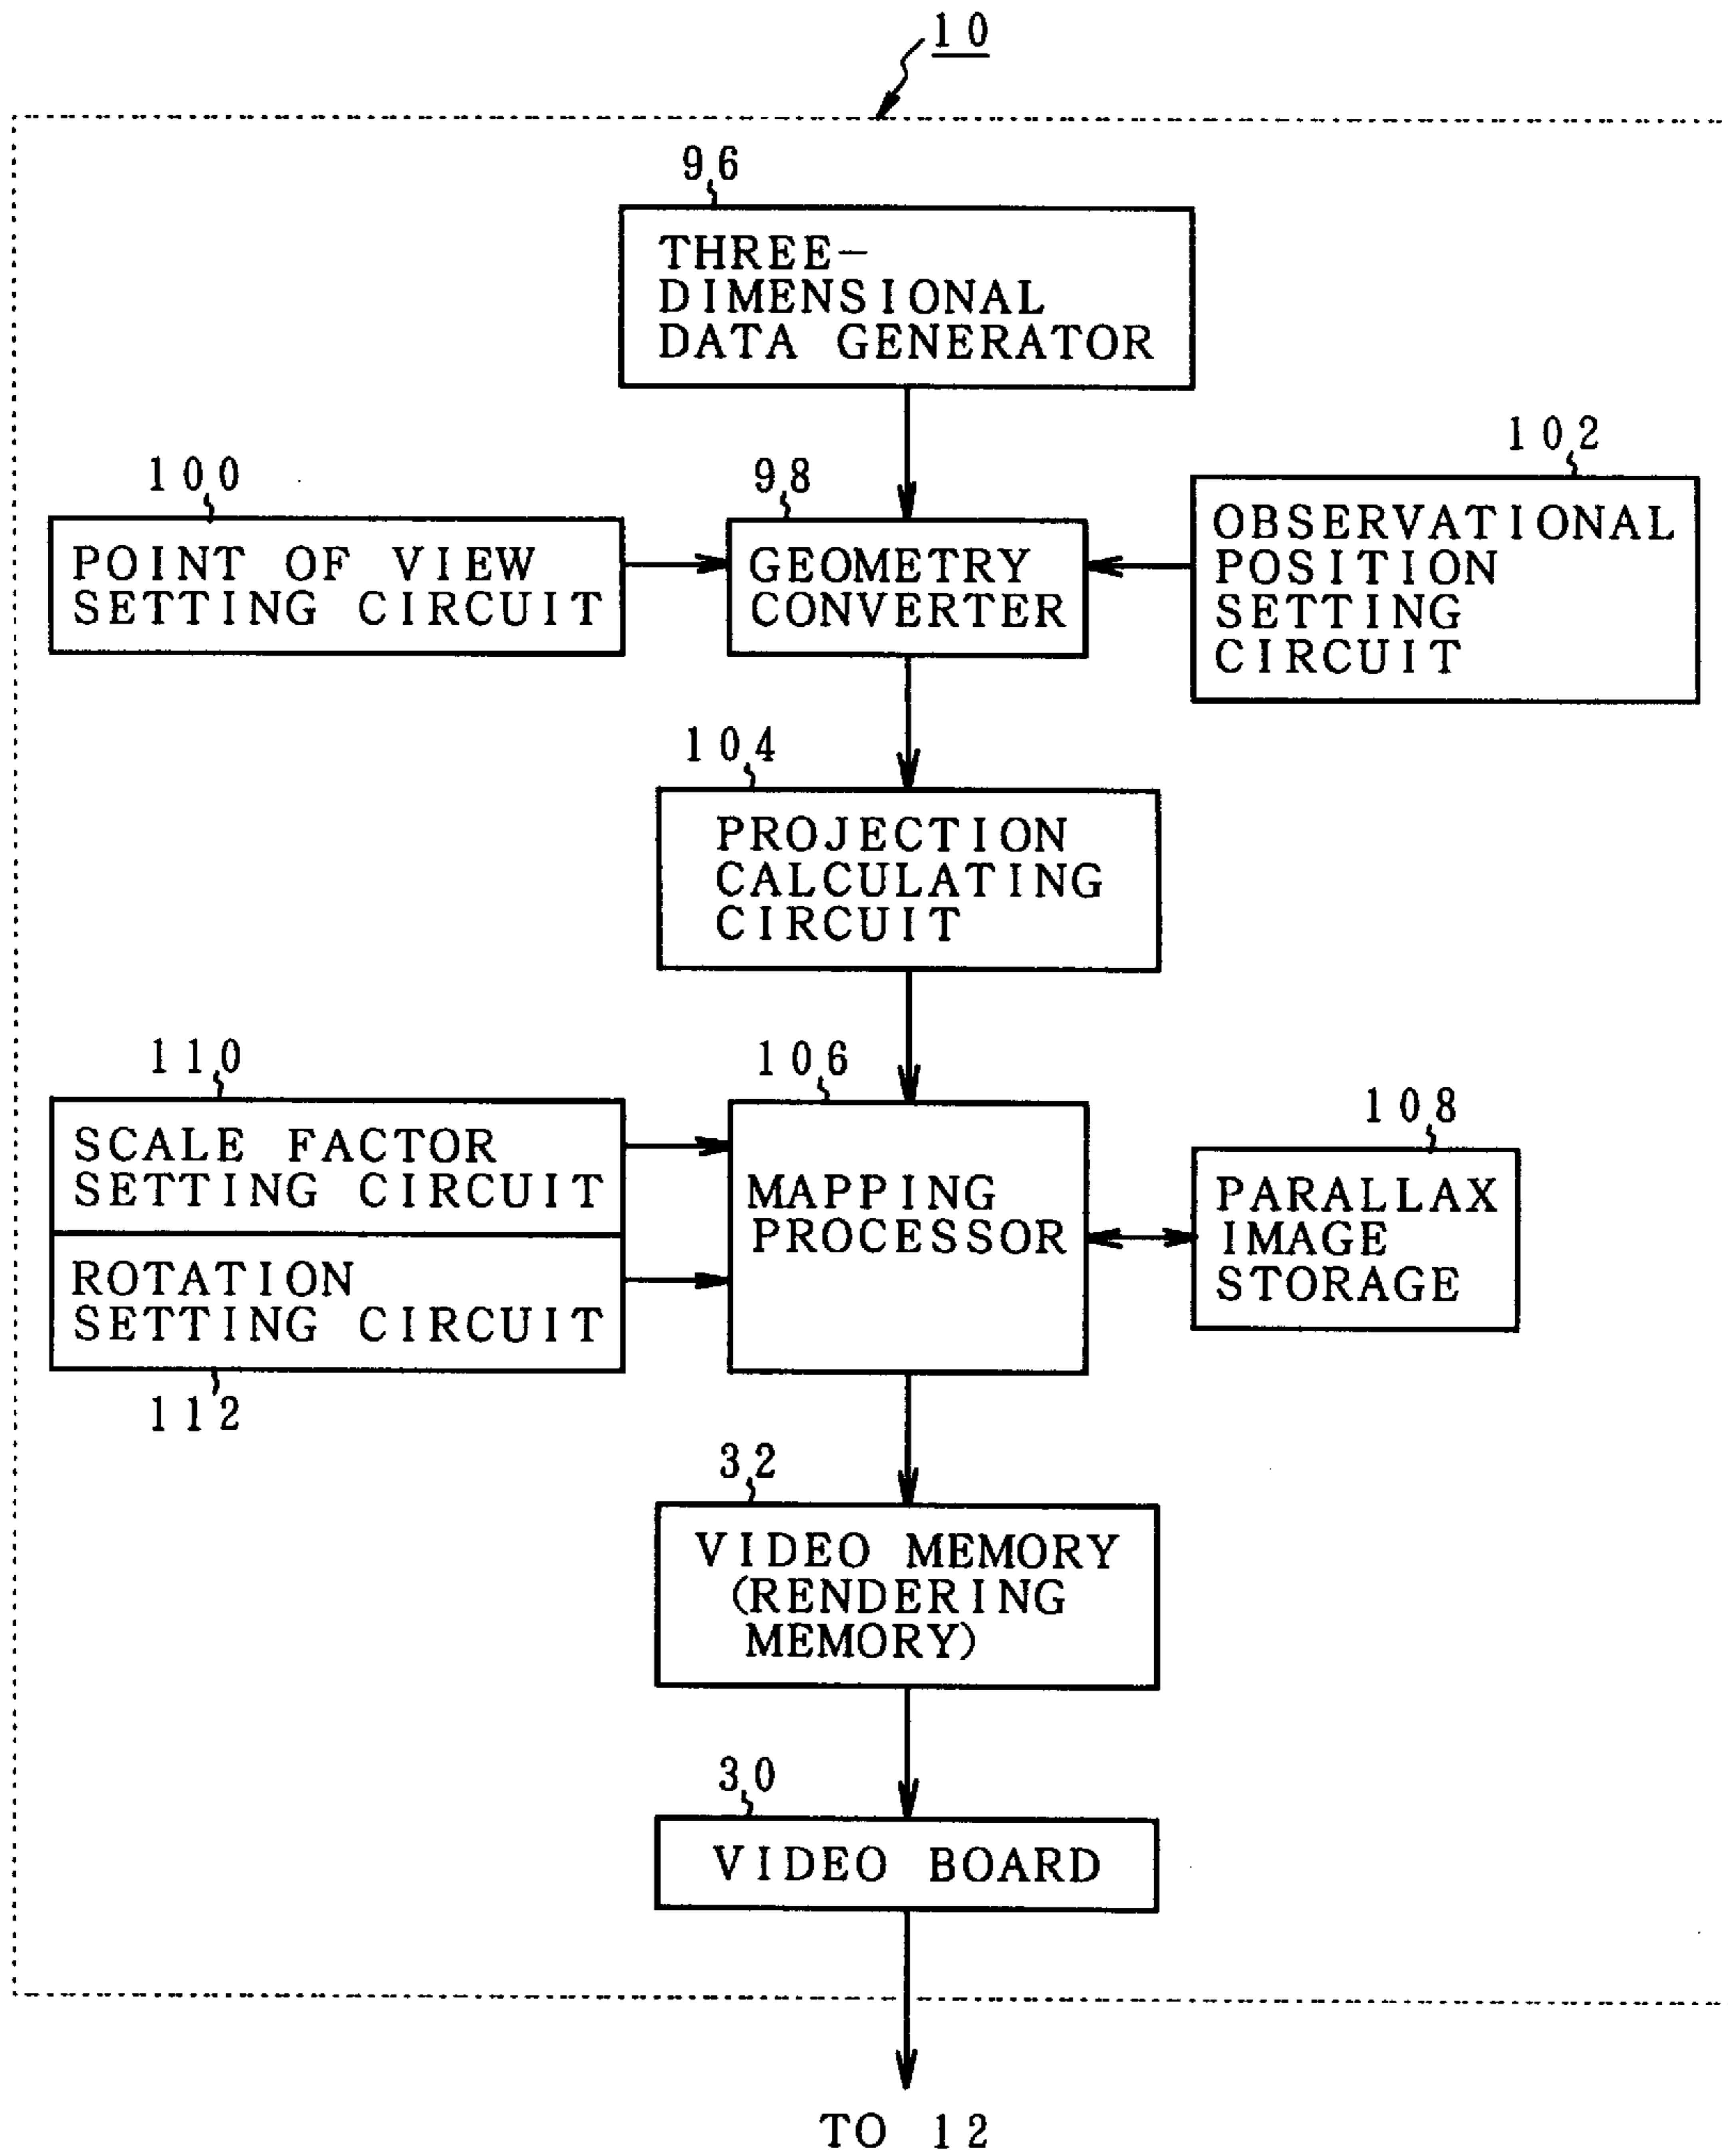 10
96
THREE-
DIMENSIONAL
DATA GENERATOR
100
POINT OF VIEW
SETTING CIRCUIT
98
GEOMETRY
CONVERTER
102
OBSERVATIONAL
POSITION
SETTING
CIRCUIT
104
PROJECTION
CALCULATING
CIRCUIT
110
SCALE FACTOR
SETTING CIRCUIT
ROTATION
SETTING CIRCUIT
112
106
MAPPING
PROCESSOR
108
PARALLAX
IMAGE
STORAGE
32
VIDEO MEMORY
(RENDERING
MEMORY)
30
VIDEO BOARD
TO 12